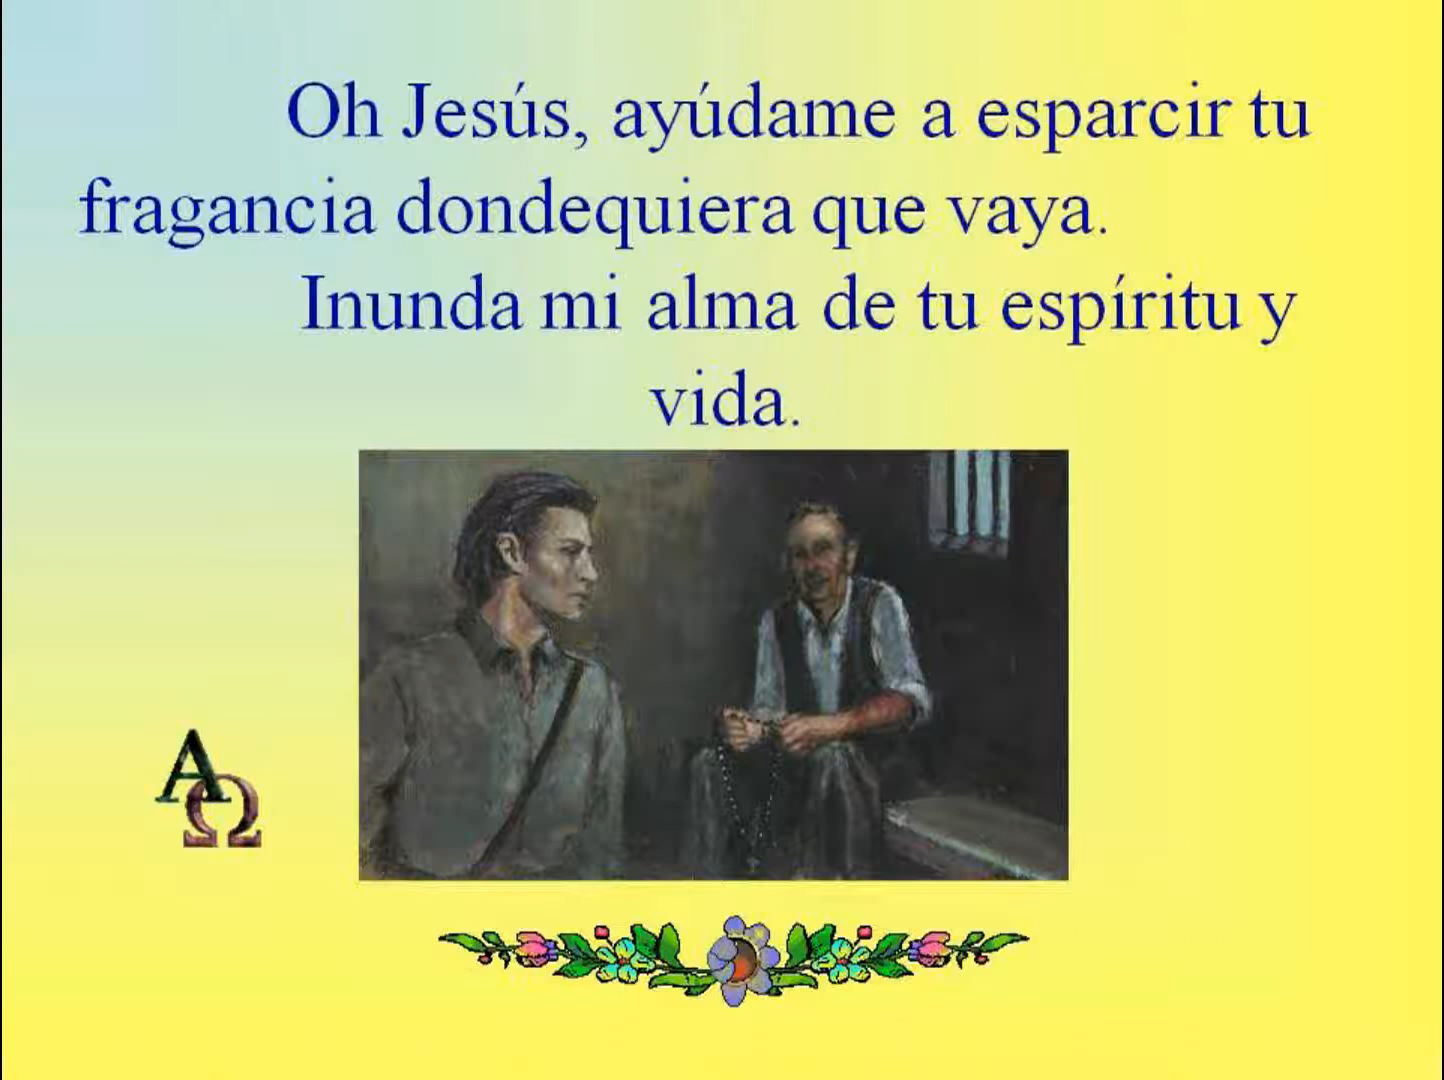 Oh Jesús, ayúdame a esparcir tu
fragancia dondequiera que vaya.
Inunda mi alma de tu espíritu y
vida.
Α
Ω